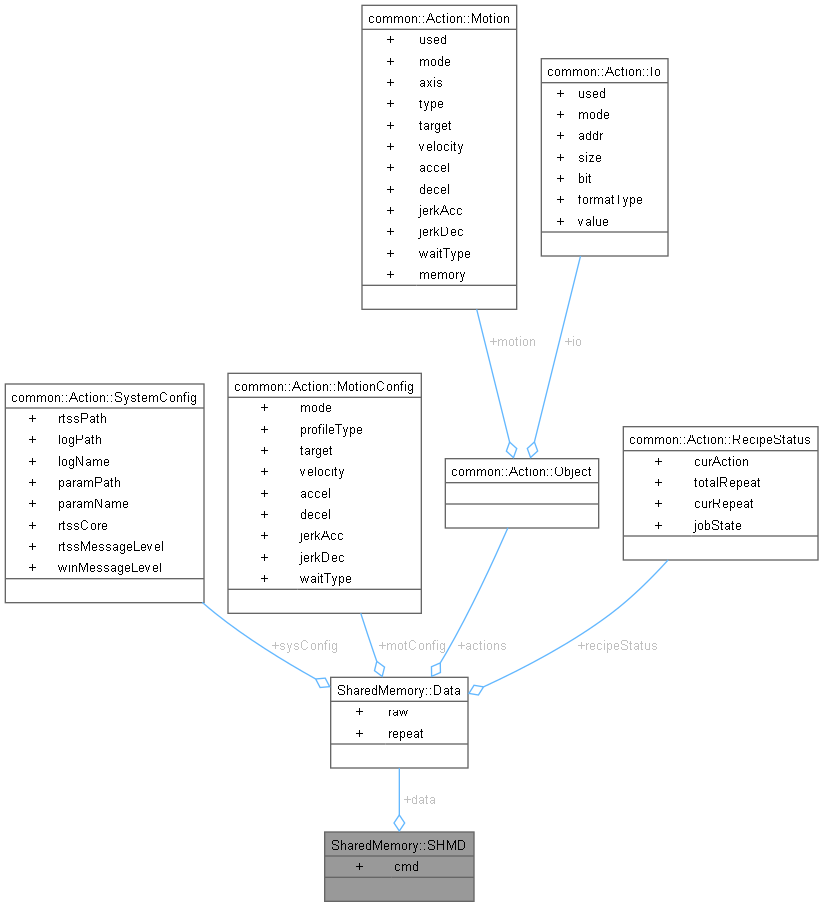 common::Action::Motion
+ used
+ mode
+ axis
+ type
+ target
+ velocity
+ accel
+ decel
+ jerkAcc
+ jerkDec
+ waitType
+ memory
common::Action::Io
+ used
+ mode
+ addr
+ size
+ bit
+ formatType
+ value
+motion
+io
common::Action::SystemConfig
+ rtssPath
+ logPath
+ logName
+ paramPath
+ paramName
+ rtssCore
+ rtssMessageLevel
+ winMessageLevel
common::Action::MotionConfig
+ mode
+ profileType
+ target
+ velocity
+ accel
+ decel
+ jerkAcc
+ jerkDec
+ waitType
common::Action::Object
common::Action::RecipeStatus
+ curAction
+ totalRepeat
+ curRepeat
+ jobState
+sysConfig
+motConfig
+actions
+recipeStatus
SharedMemory::Data
+ raw
+ repeat
+data
SharedMemory::SHMD
+ cmd